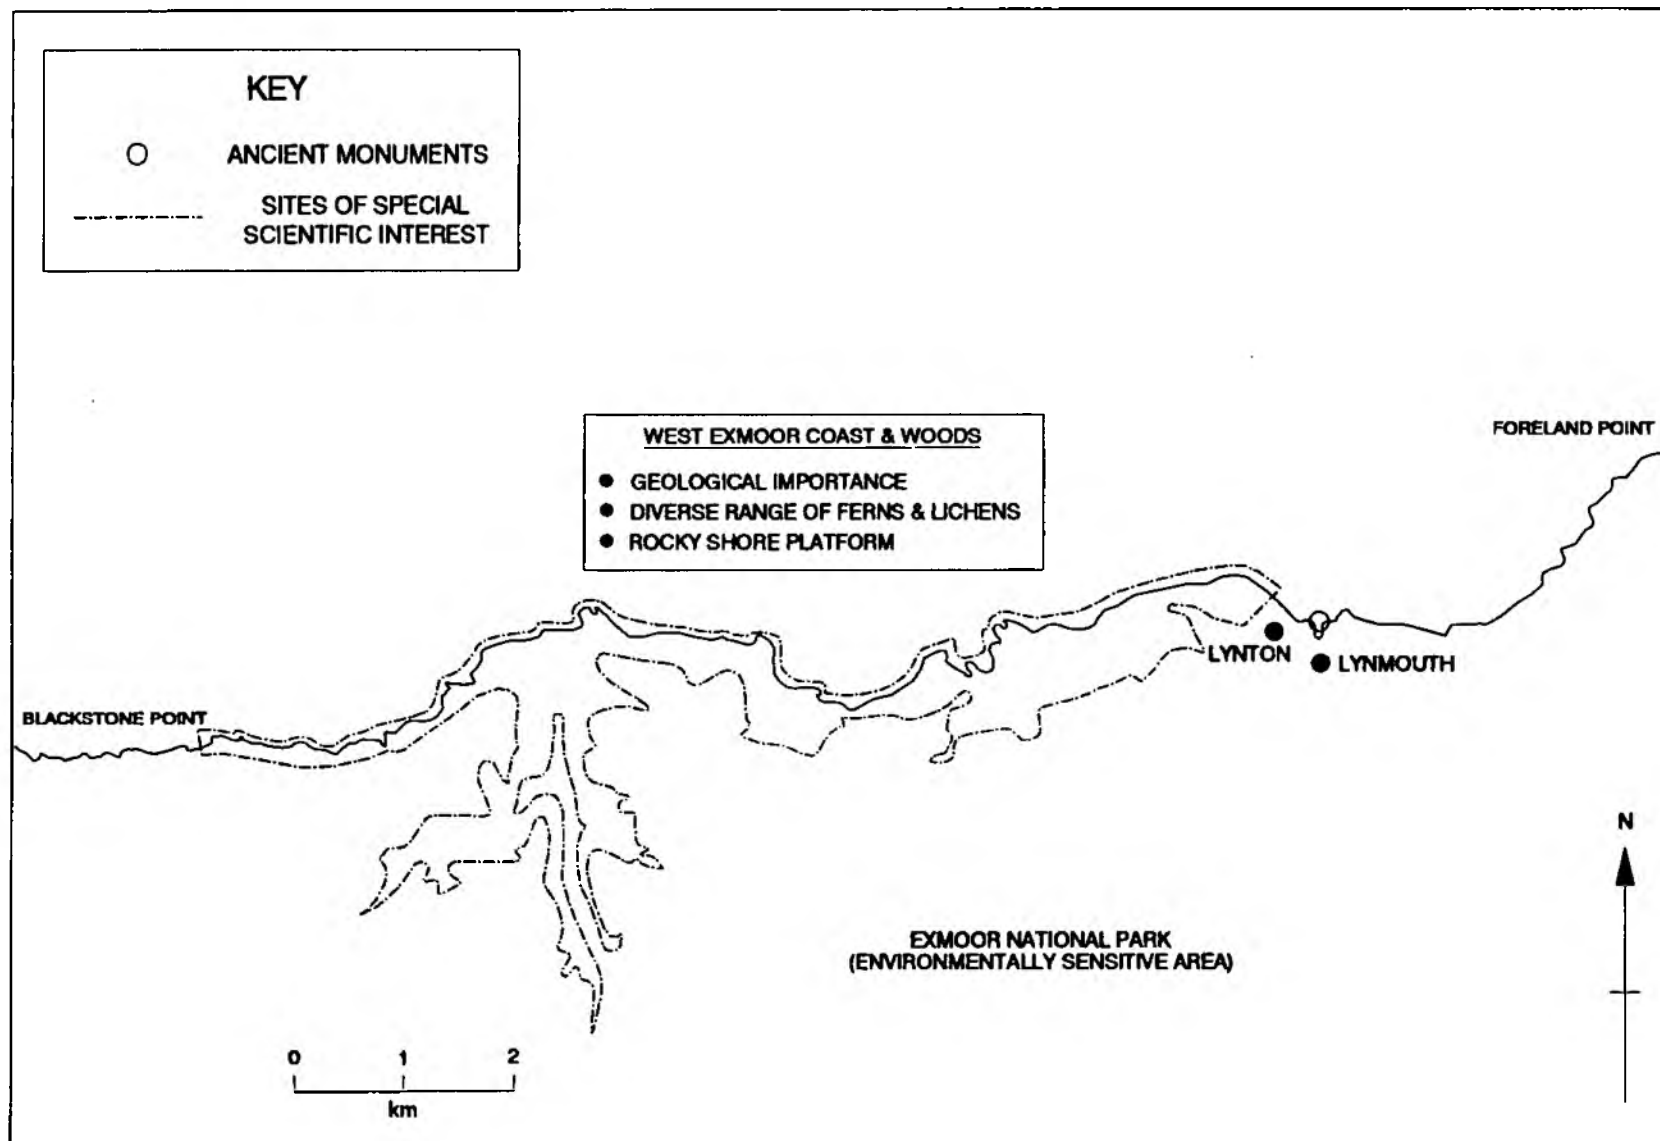 KEY
ANCIENT MONUMENTS
SITES OF SPECIAL
SCIENTIFIC INTEREST
WEST EXMOOR COAST & WOODS
● GEOLOGICAL IMPORTANCE
● DIVERSE RANGE OF FERNS & LICHENS
● ROCKY SHORE PLATFORM
FORELAND POINT
LYNTON
LYNMOUTH
BLACKSTONE POINT
N
EXMOOR NATIONAL PARK
(ENVIRONMENTALLY SENSITIVE AREA)
0 1 2
km